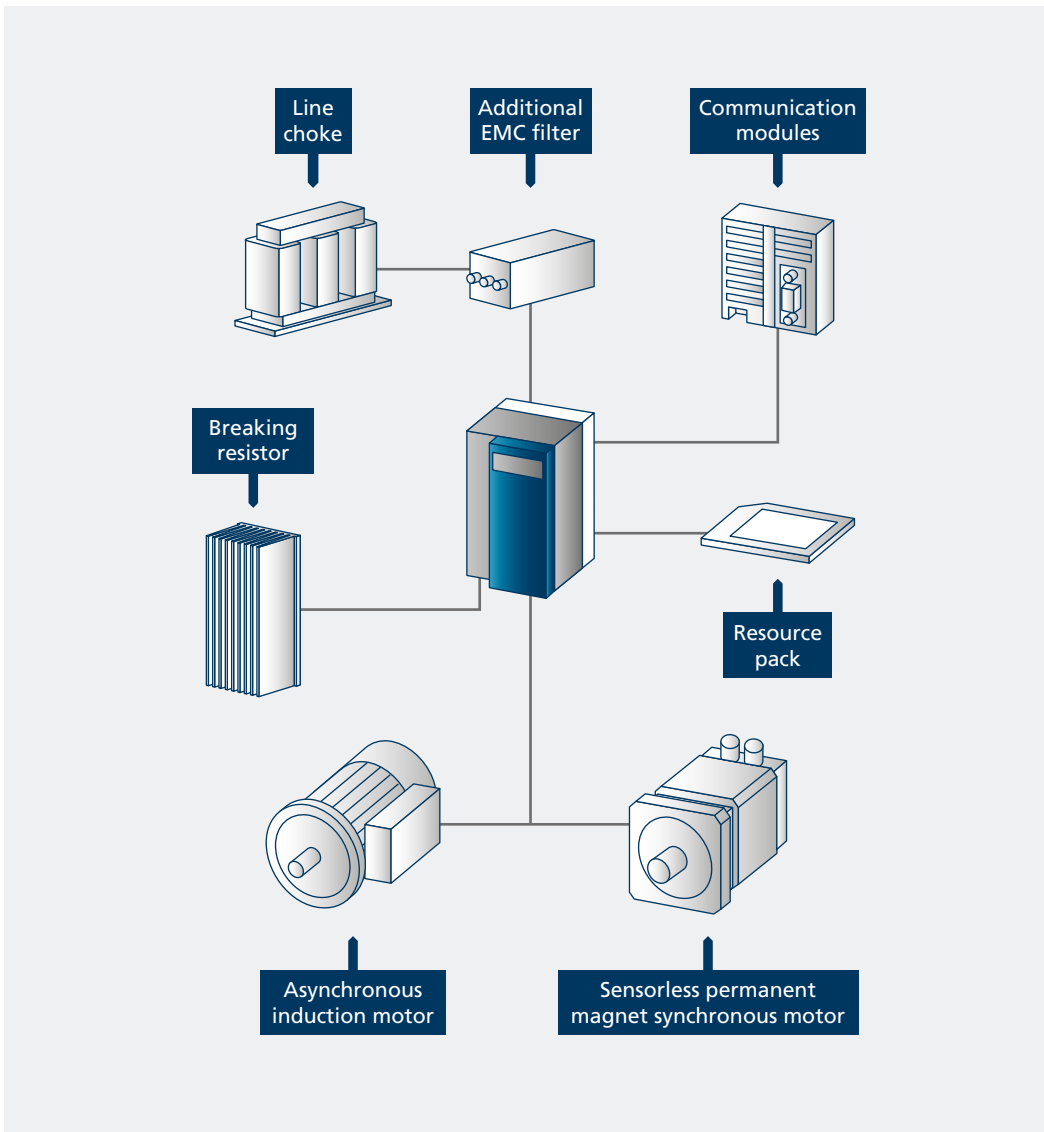 Line
choke
Additional
EMC filter
Communication
modules
Breaking
resistor
Resource
pack
Asynchronous
induction motor
Sensorless permanent
magnet synchronous motor